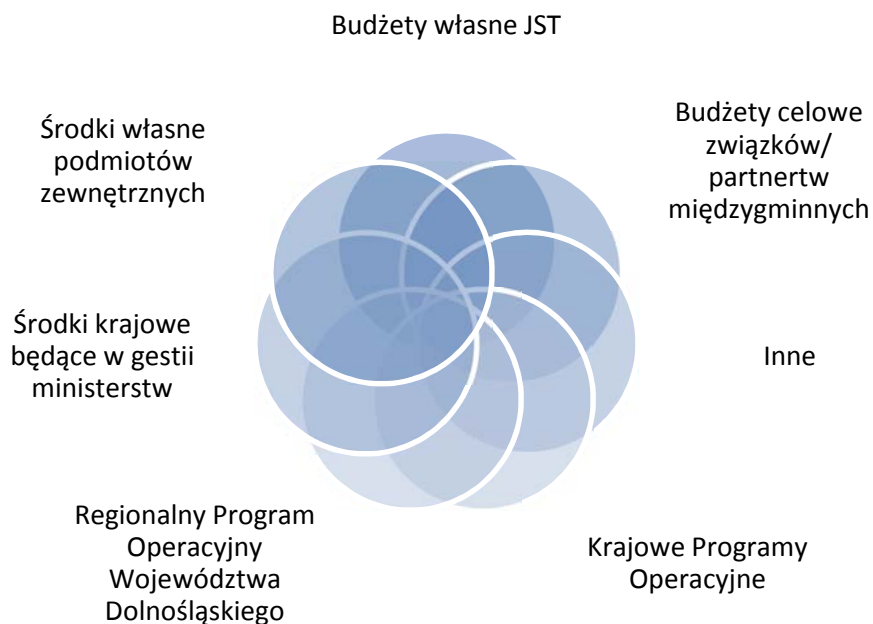 Budżety własne JST
Środki własne
podmiotów
zewnętrznych
Budżety celowe
związków/
partnertw
międzygminnych
Środki krajowe
będące w gestii
ministerstw
Inne
Regionalny Program
Operacyjny
Województwa
Dolnośląskiego
Krajowe Programy
Operacyjne